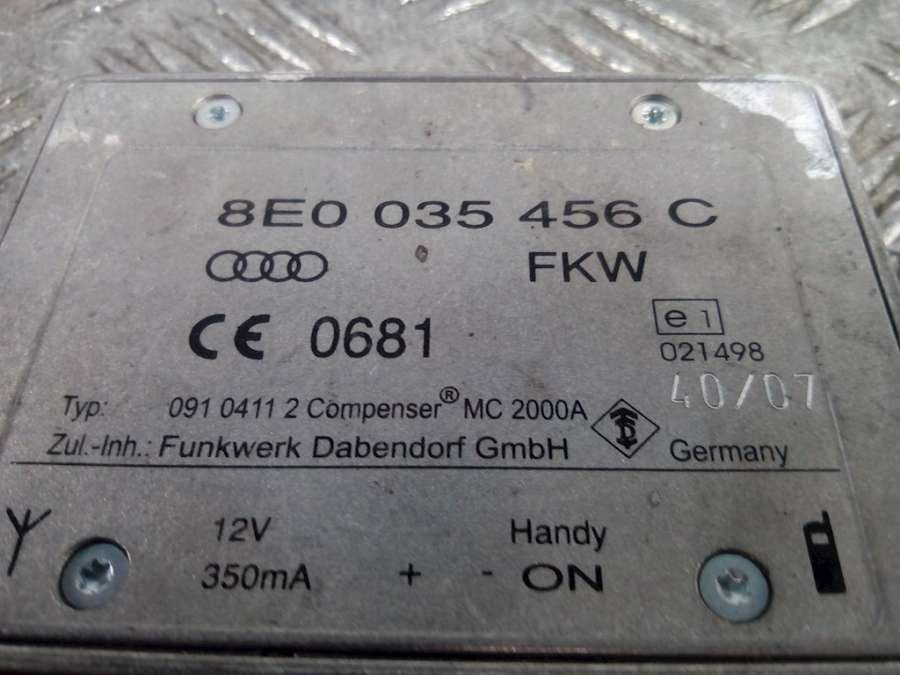 8E0 035 456 C
FKW
CE 0681
e1
021498
40/07
Typ: 091 0411 2 Compenser® MC 2000A
Zul.-Inh.: Funkwerk Dabendorf GmbH Germany
12V Handy
350mA + - ON